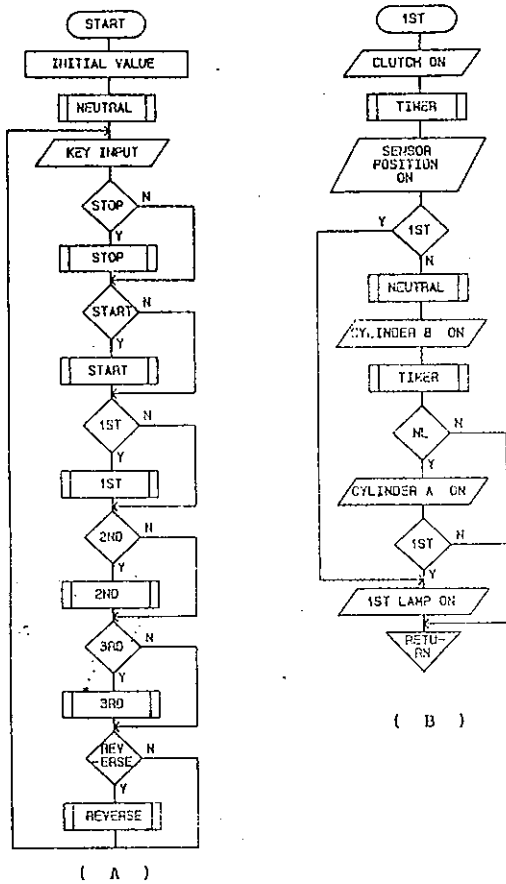 START
INITIAL VALUE
NEUTRAL
KEY INPUT
STOP
N
Y
STOP
START
N
Y
START
1ST
N
Y
1ST
2ND
N
Y
2ND
3RD
N
Y
3RD
REV
-ERSE
N
Y
REVERSE
( A )
1ST
CLUTCH ON
TIMER
SENSOR
POSITION
ON
Y
1ST
N
NEUTRAL
CYLINDER B ON
TIMER
NL
N
Y
CYLINDER A ON
1ST
N
Y
1ST LAMP ON
RETU-
RN
( B )